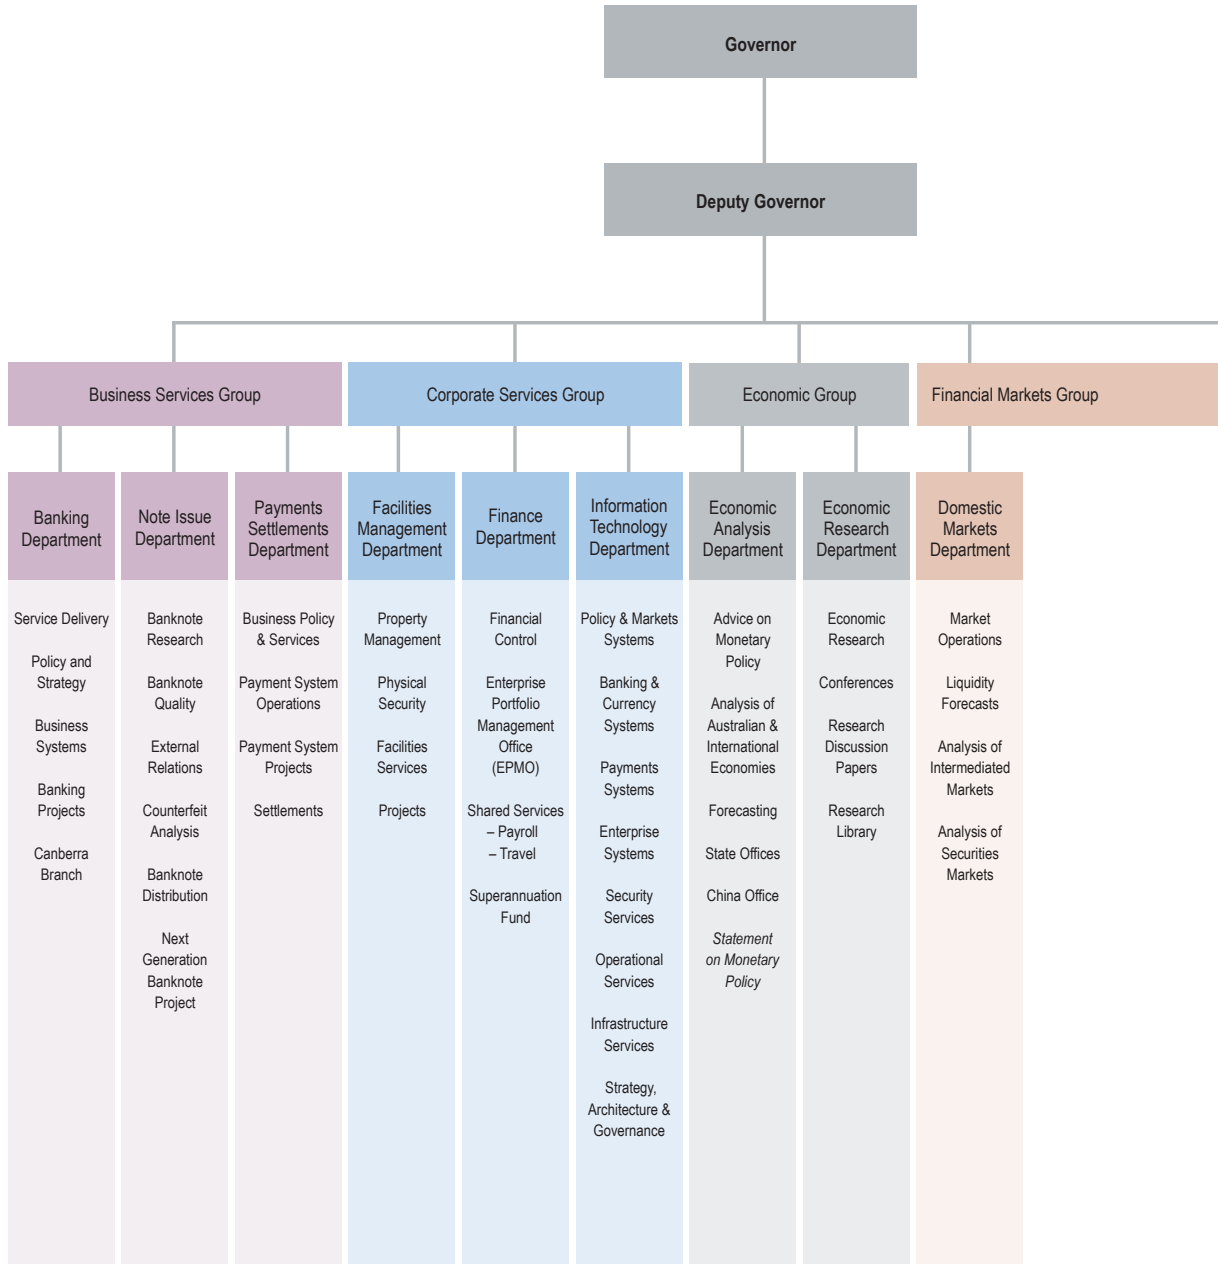 Governor
Deputy Governor
Business Services Group
Corporate Services Group
Economic Group
Financial Markets Group
Banking
Department
Note Issue
Department
Payments
Settlements
Department
Facilities
Management
Department
Finance
Department
Information
Technology
Department
Economic
Analysis
Department
Economic
Research
Department
Domestic
Markets
Department
Service Delivery
Policy and
Strategy
Business
Systems
Banking
Projects
Canberra
Branch
Banknote
Research
Banknote
Quality
External
Relations
Counterfeit
Analysis
Banknote
Distribution
Next
Generation
Banknote
Project
Business Policy
& Services
Payment System
Operations
Payment System
Projects
Settlements
Property
Management
Physical
Security
Facilities
Services
Projects
Financial
Control
Enterprise
Portfolio
Management
Office
(EPMO)
Shared Services
– Payroll
– Travel
Superannuation
Fund
Policy & Markets
Systems
Banking &
Currency
Systems
Payments
Systems
Enterprise
Systems
Security
Services
Operational
Services
Infrastructure
Services
Strategy,
Architecture &
Governance
Advice on
Monetary
Policy
Analysis of
Australian &
International
Economies
Forecasting
State Offices
China Office
Statement
on Monetary
Policy
Economic
Research
Conferences
Research
Discussion
Papers
Research
Library
Market
Operations
Liquidity
Forecasts
Analysis of
Intermediated
Markets
Analysis of
Securities
Markets